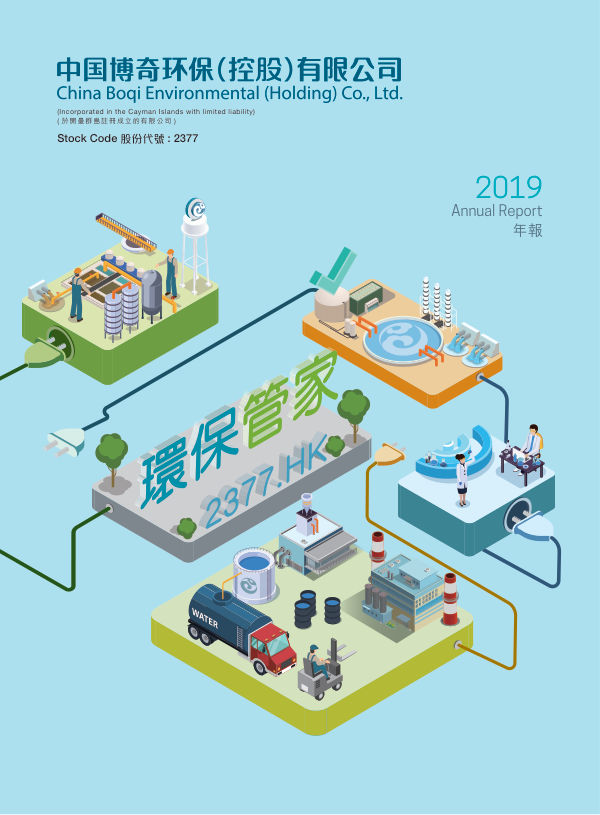 中国博奇环保(控股)有限公司
China Boqi Environmental (Holding) Co., Ltd.
(Incorporated in the Cayman Islands with limited liability)
(於開曼群島註冊成立的有限公司)
Stock Code 股份代號 : 2377
2019
Annual Report
年報
環保管家
2377.HK
WATER